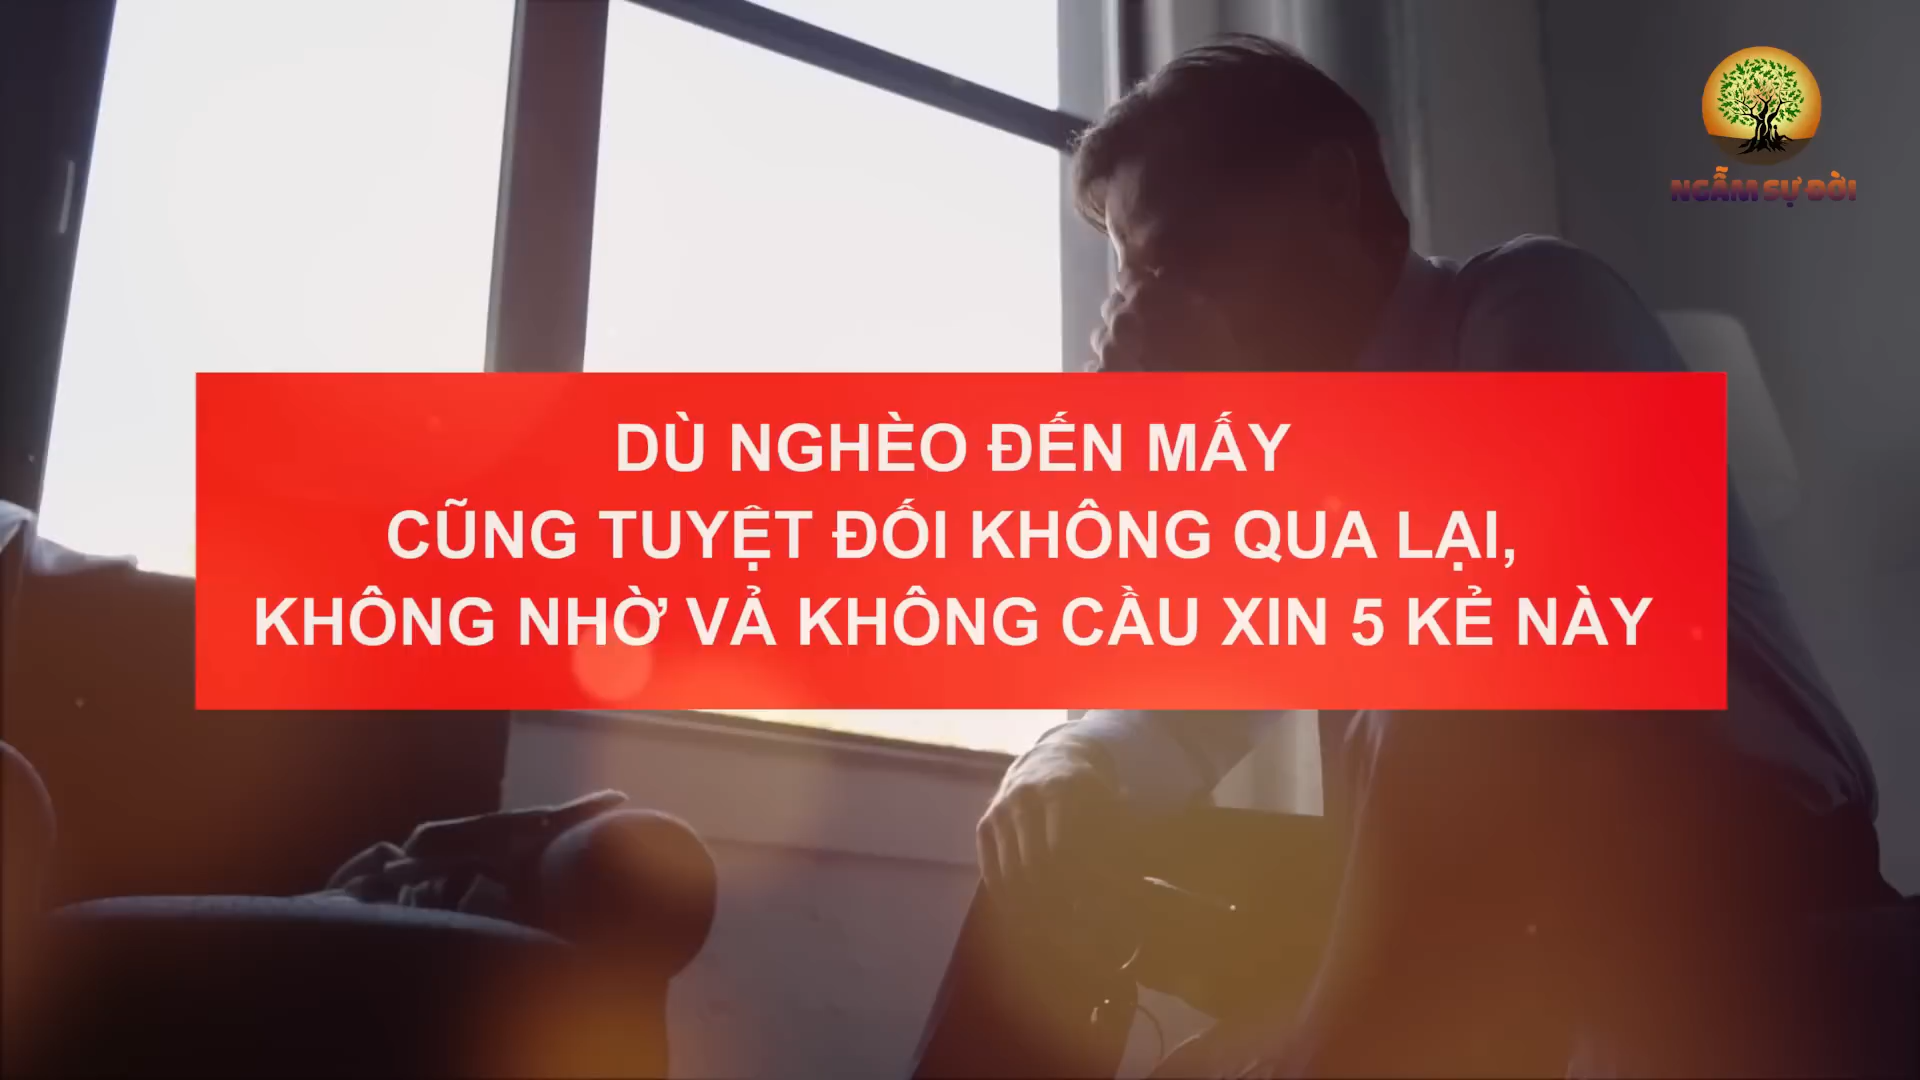 NGẪM SỰ ĐỜI
DÙ NGHÈO ĐẾN MẤY
CŨNG TUYỆT ĐỐI KHÔNG QUA LẠI,
KHÔNG NHỜ VẢ KHÔNG CẦU XIN 5 KẺ NÀY